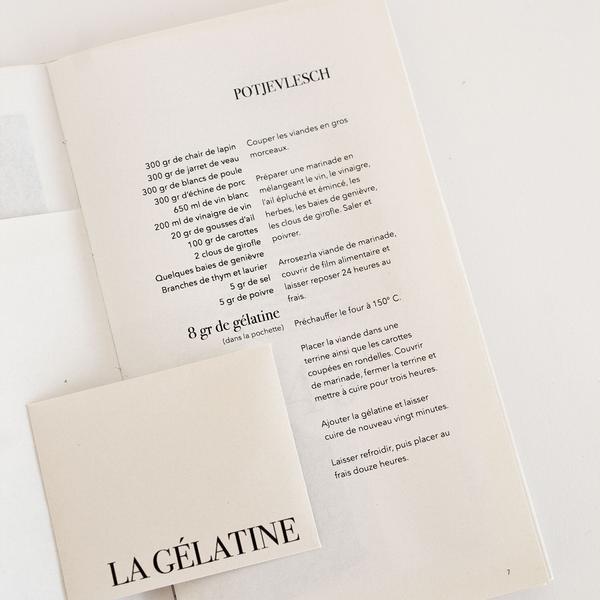 POTJEVLESCH
300 gr de chair de lapin
300 gr de jarret de veau
300 gr de blancs de poule
300 gr d'échine de porc
650 ml de vin blanc
200 ml de vinaigre de vin
20 gr de gousses d'ail
100 gr de carottes
2 clous de girofle
Quelques baies de genièvre
Branches de thym et laurier
5 gr de sel
5 gr de poivre
8 gr de gélatine
(dans la pochette)
Couper les viandes en gros
morceaux.
Préparer une marinade en
mélangeant le vin, le vinaigre,
l'ail épluché et émincé, les
herbes, les baies de genièvre,
les clous de girofle. Saler et
poivrer.
Arrosezrla viande de marinade,
couvrir de film alimentaire et
laisser reposer 24 heures au
frais.
Préchauffer le four à 150° C.
Placer la viande dans une
terrine ainsi que les carottes
coupées en rondelles. Couvrir
de marinade, fermer la terrine et
mettre à cuire pour trois heures.
Ajouter la gélatine et laisser
cuire de nouveau vingt minutes.
Laisser refroidir, puis placer au
frais douze heures.
LA GÉLATINE
7